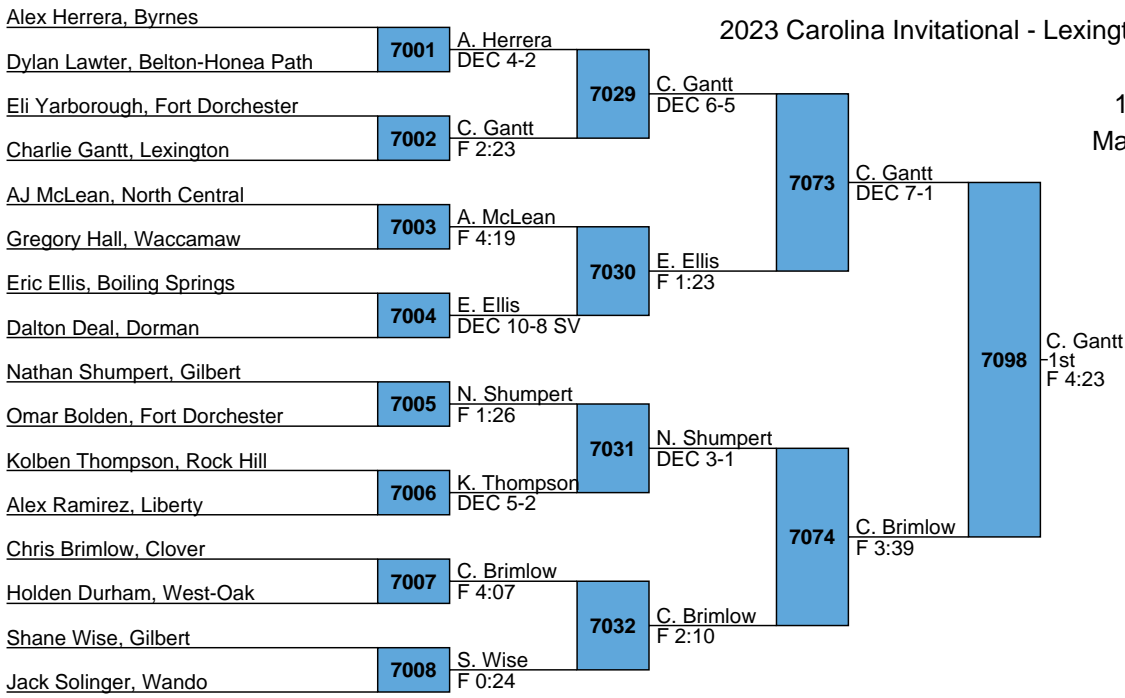 2023 Carolina Invitational - Lexingt
1
Ma
Alex Herrera, Byrnes
7001
A. Herrera
DEC 4-2
Dylan Lawter, Belton-Honea Path
7029
C. Gantt
DEC 6-5
Eli Yarborough, Fort Dorchester
7002
C. Gantt
F 2:23
Charlie Gantt, Lexington
7073
C. Gantt
DEC 7-1
AJ McLean, North Central
7003
A. McLean
F 4:19
Gregory Hall, Waccamaw
7030
E. Ellis
F 1:23
Eric Ellis, Boiling Springs
7004
E. Ellis
DEC 10-8 SV
Dalton Deal, Dorman
7098
C. Gantt
1st
F 4:23
Nathan Shumpert, Gilbert
7005
N. Shumpert
F 1:26
Omar Bolden, Fort Dorchester
7031
N. Shumpert
DEC 3-1
Kolben Thompson, Rock Hill
7006
K. Thompson
DEC 5-2
Alex Ramirez, Liberty
7074
C. Brimlow
F 3:39
Chris Brimlow, Clover
7007
C. Brimlow
F 4:07
Holden Durham, West-Oak
7032
C. Brimlow
F 2:10
Shane Wise, Gilbert
7008
S. Wise
F 0:24
Jack Solinger, Wando